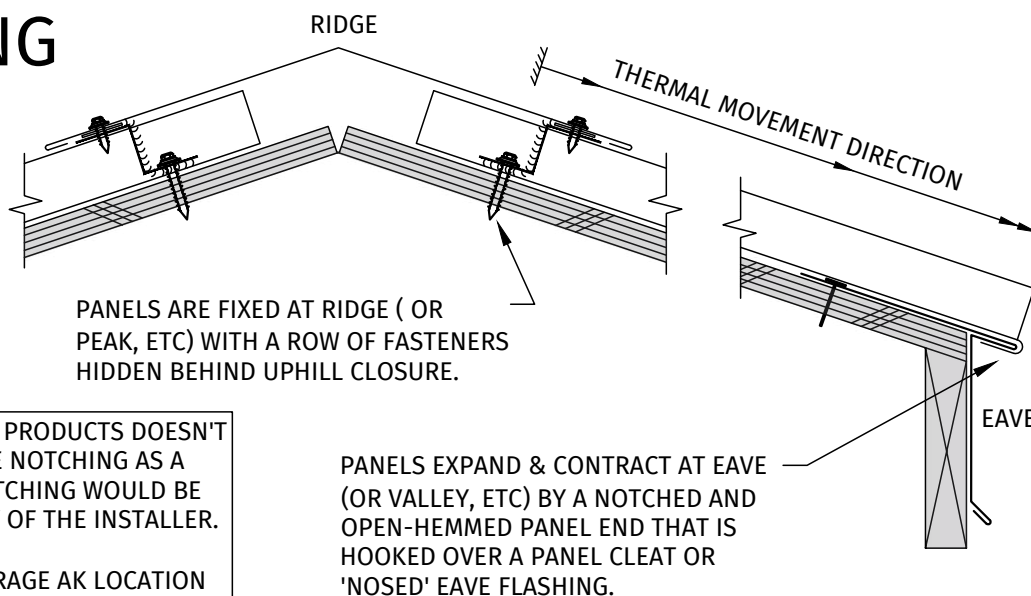 NG
RIDGE
THERMAL MOVEMENT DIRECTION
PANELS ARE FIXED AT RIDGE ( OR
PEAK, ETC) WITH A ROW OF FASTENERS
HIDDEN BEHIND UPHILL CLOSURE.
EAVE
PRODUCTS DOESN'T
E NOTCHING AS A
TCHING WOULD BE
OF THE INSTALLER.
RAGE AK LOCATION
PANELS EXPAND & CONTRACT AT EAVE
(OR VALLEY, ETC) BY A NOTCHED AND
OPEN-HEMMED PANEL END THAT IS
HOOKED OVER A PANEL CLEAT OR
'NOSED' EAVE FLASHING.